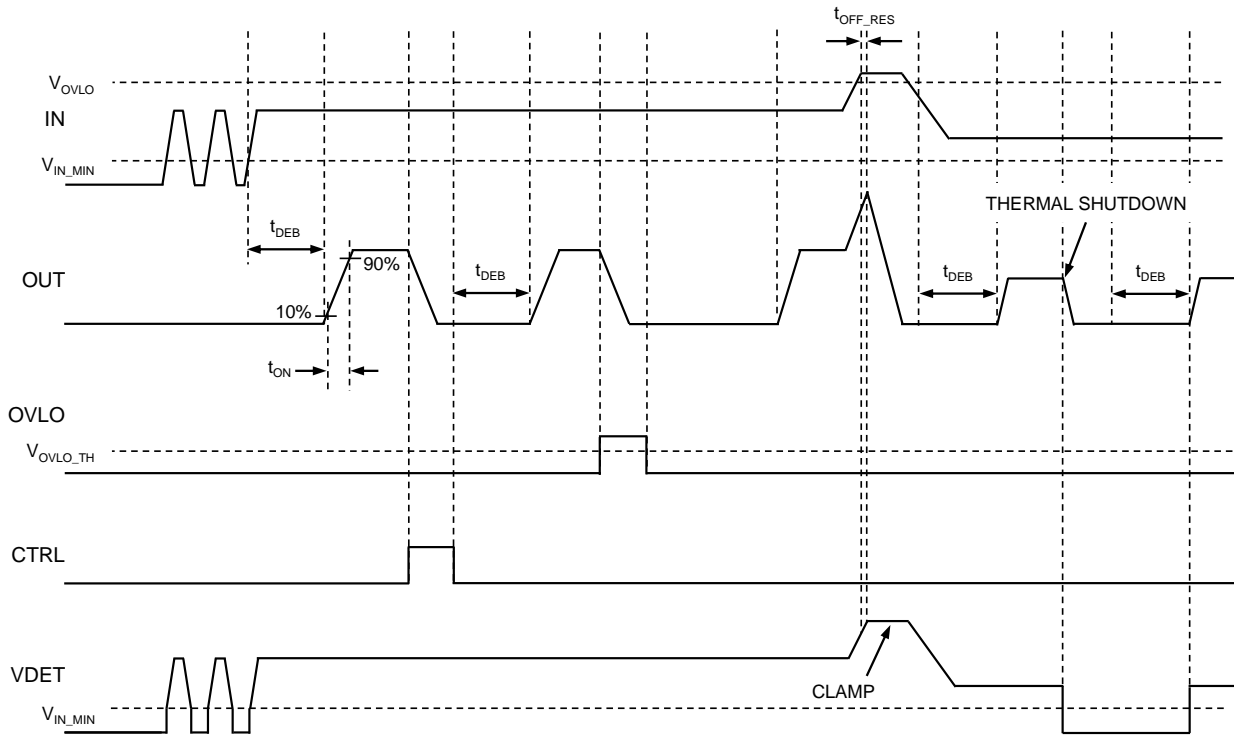 tOFF_RES
VOVLO
IN
VIN_MIN
THERMAL SHUTDOWN
tDEB
90%
tDEB
tDEB
tDEB
OUT
10%
tON
OVLO
VOVLO_TH
CTRL
VDET
CLAMP
VIN_MIN